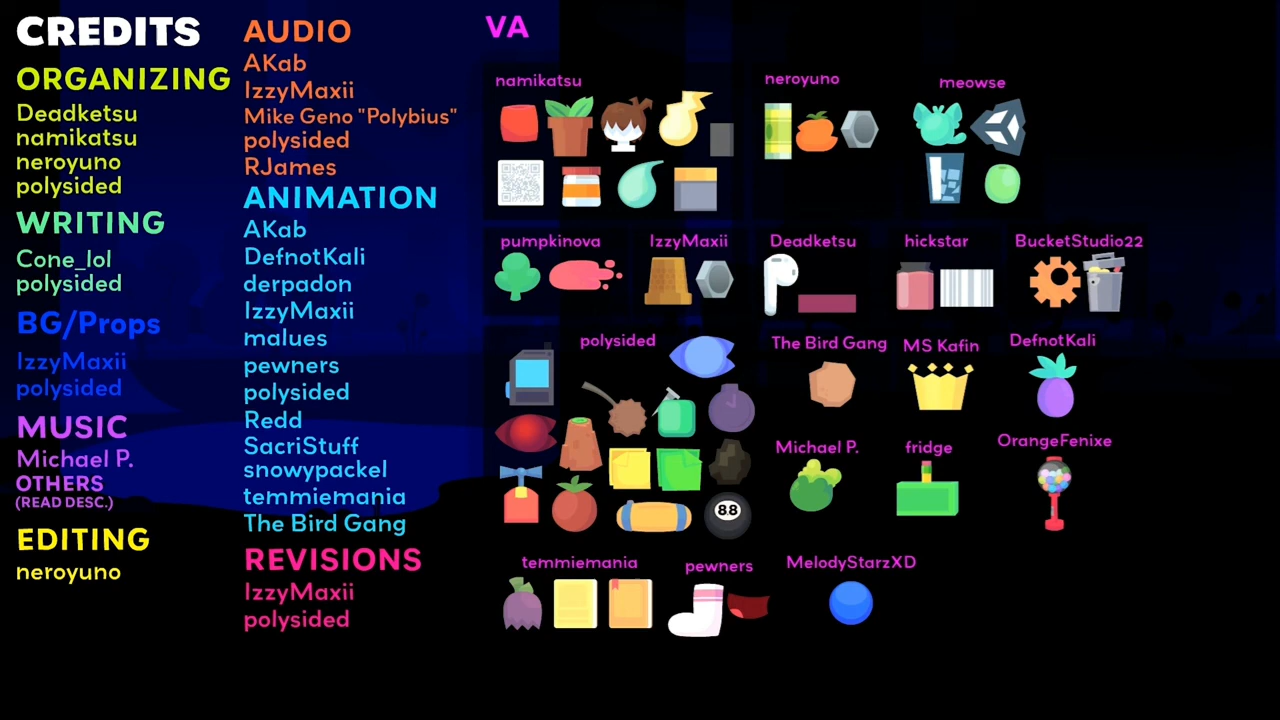 CREDITS
ORGANIZING
Deadketsu
namikatsu
neroyuno
polysided
WRITING
Cone_lol
polysided
BG/Props
IzzyMaxii
polysided
MUSIC
Michael P.
OTHERS
(READ DESC.)
EDITING
neroyuno
AUDIO
AKab
IzzyMaxii
Mike Geno "Polybius"
polysided
RJames
ANIMATION
AKab
DefnotKali
derpadon
IzzyMaxii
malues
pewners
polysided
Redd
SacriStuff
snowypackel
temmiemania
The Bird Gang
REVISIONS
IzzyMaxii
polysided
VA
namikatsu
neroyuno
meowse
pumpkinova
IzzyMaxii
Deadketsu
hickstar
BucketStudio22
polysided
The Bird Gang
MS Kafin
DefnotKali
Michael P.
fridge
OrangeFenixe
88
temmiemania
pewners
MelodyStarzXD